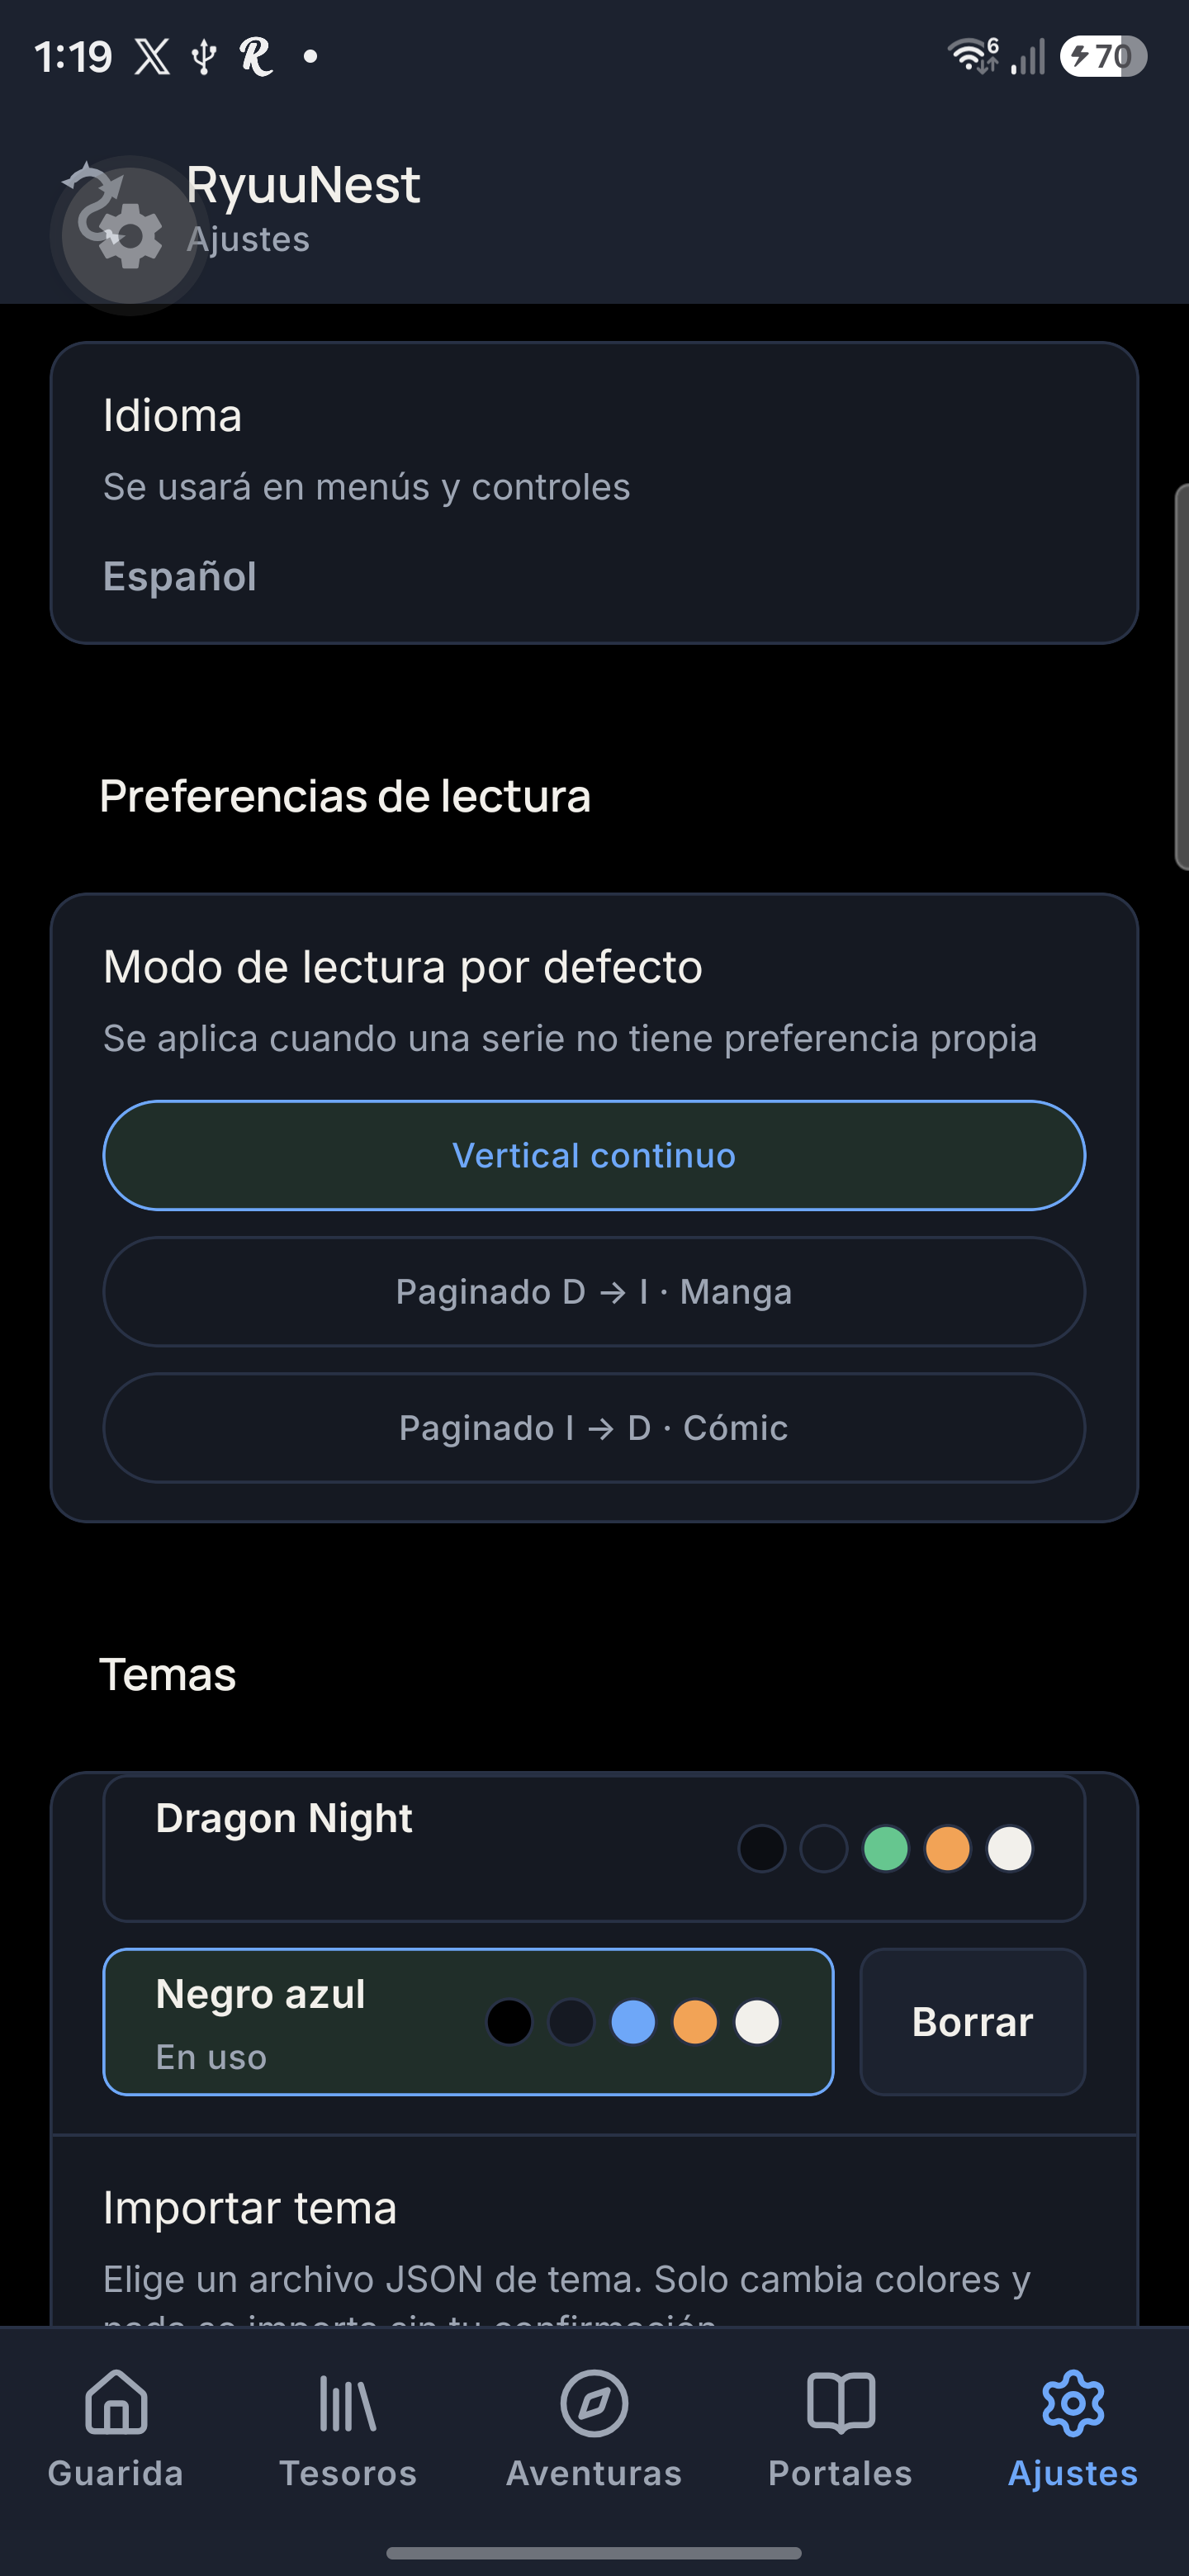 1:19
6
70
RyuuNest
Ajustes
Idioma
Se usará en menús y controles
Español
Preferencias de lectura
Modo de lectura por defecto
Se aplica cuando una serie no tiene preferencia propia
Vertical continuo
Paginado D → I · Manga
Paginado I → D · Cómic
Temas
Dragon Night
Negro azul
En uso
Borrar
Importar tema
Elige un archivo JSON de tema. Solo cambia colores y
Guarida
Tesoros
Aventuras
Portales
Ajustes